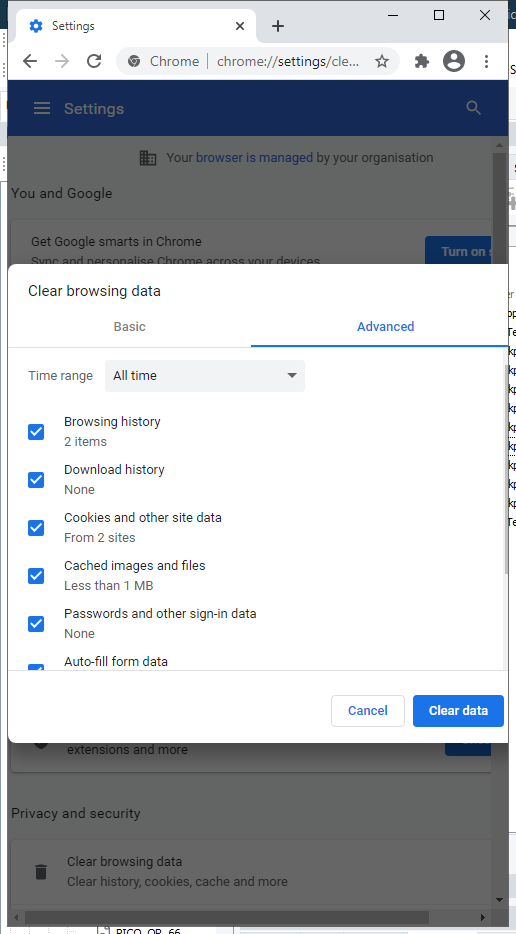 Settings
Chrome
chrome://settings/cle...
Settings
Your browser is managed by your organisation
You and Google
Get Google smarts in Chrome
Sync and personalise Chrome across your devices
Turn on s
Clear browsing data
Basic
Advanced
Time range
All time
Browsing history
2 items
Download history
None
Cookies and other site data
From 2 sites
Cached images and files
Less than 1 MB
Passwords and other sign-in data
None
Auto-fill form data
Cancel
Clear data
extensions and more
Privacy and security
Clear browsing data
Clear history, cookies, cache and more